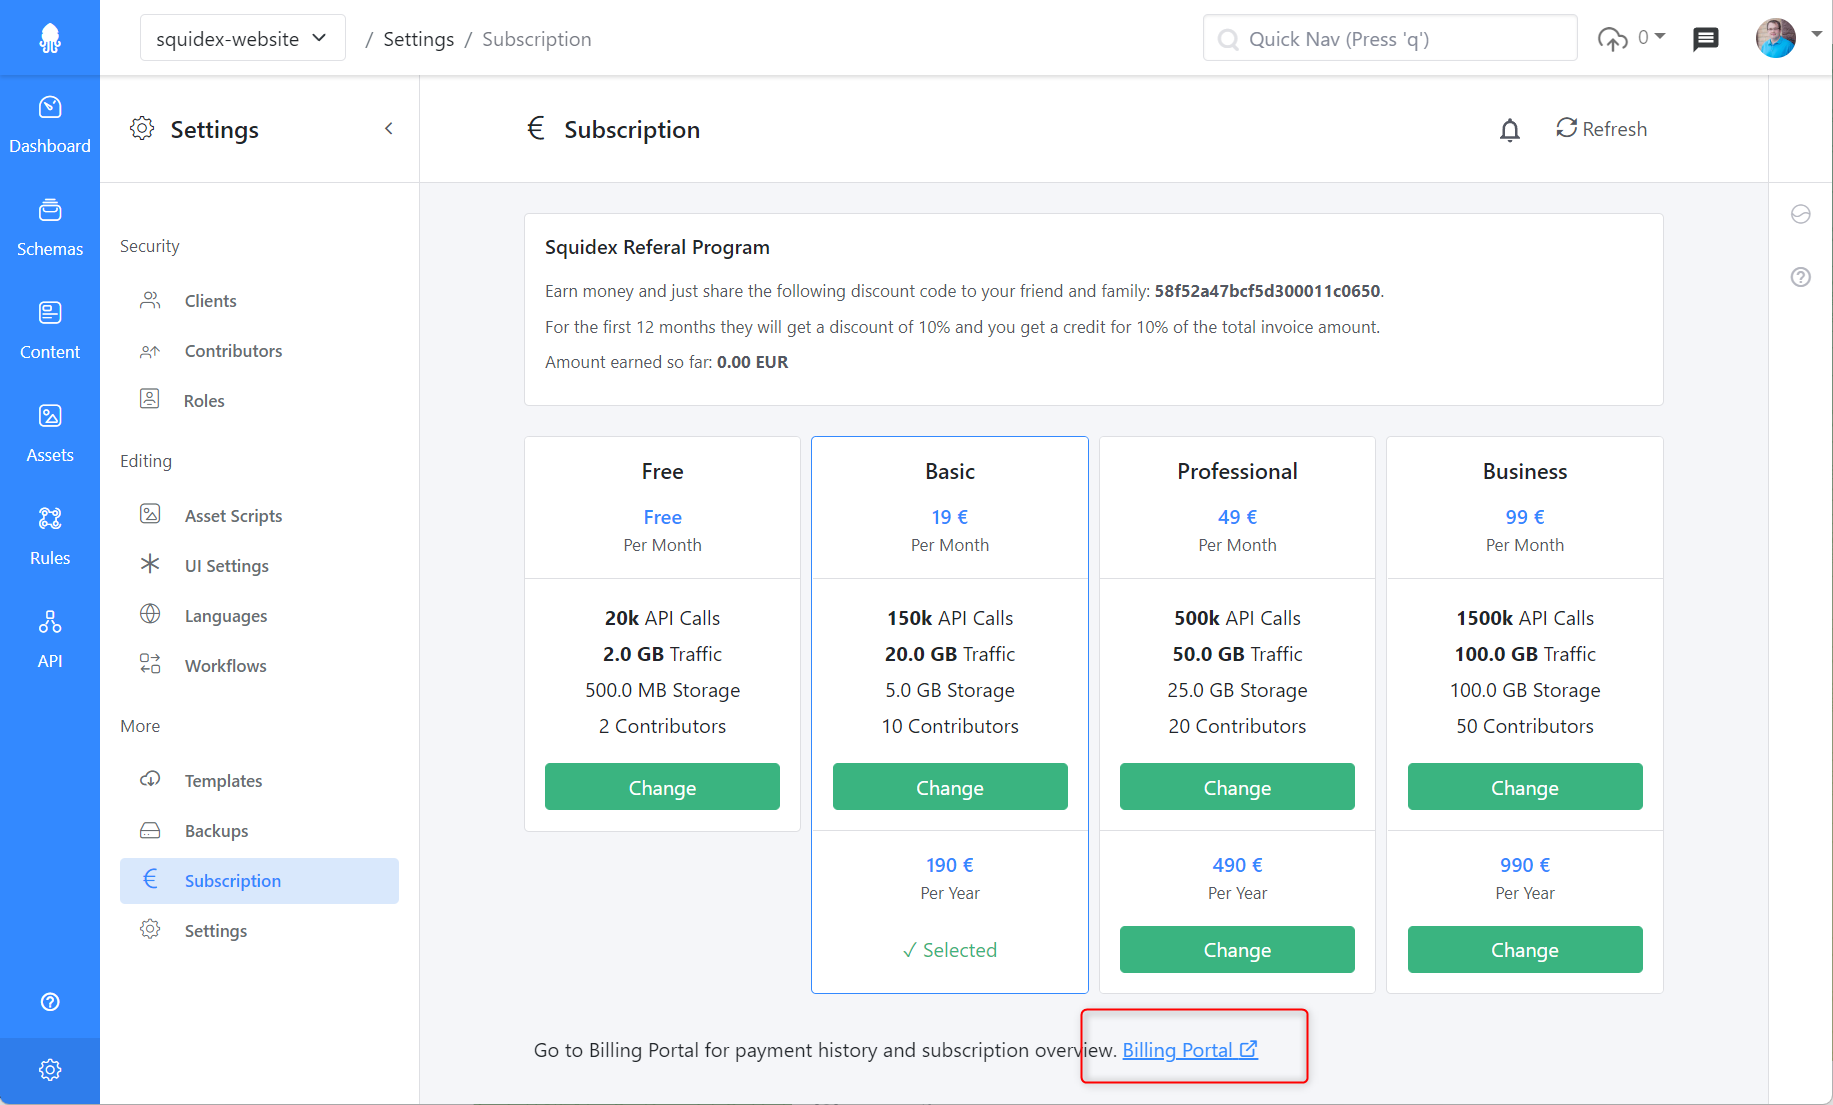 squidex-website / Settings / Subscription
Quick Nav (Press 'q')
0
Dashboard
Schemas
Content
Assets
Rules
API
Settings
Security
Clients
Contributors
Roles
Editing
Asset Scripts
UI Settings
Languages
Workflows
More
Templates
Backups
€ Subscription
Settings
€ Subscription
Refresh
Squidex Referal Program
Earn money and just share the following discount code to your friend and family: 58f52a47bcf5d300011c0650.
For the first 12 months they will get a discount of 10% and you get a credit for 10% of the total invoice amount.
Amount earned so far: 0.00 EUR
Free
Free
Per Month
20k API Calls
2.0 GB Traffic
500.0 MB Storage
2 Contributors
Change
Basic
19 €
Per Month
150k API Calls
20.0 GB Traffic
5.0 GB Storage
10 Contributors
Change
190 €
Per Year
✓ Selected
Professional
49 €
Per Month
500k API Calls
50.0 GB Traffic
25.0 GB Storage
20 Contributors
Change
490 €
Per Year
Change
Business
99 €
Per Month
1500k API Calls
100.0 GB Traffic
100.0 GB Storage
50 Contributors
Change
990 €
Per Year
Change
Go to Billing Portal for payment history and subscription overview. Billing Portal